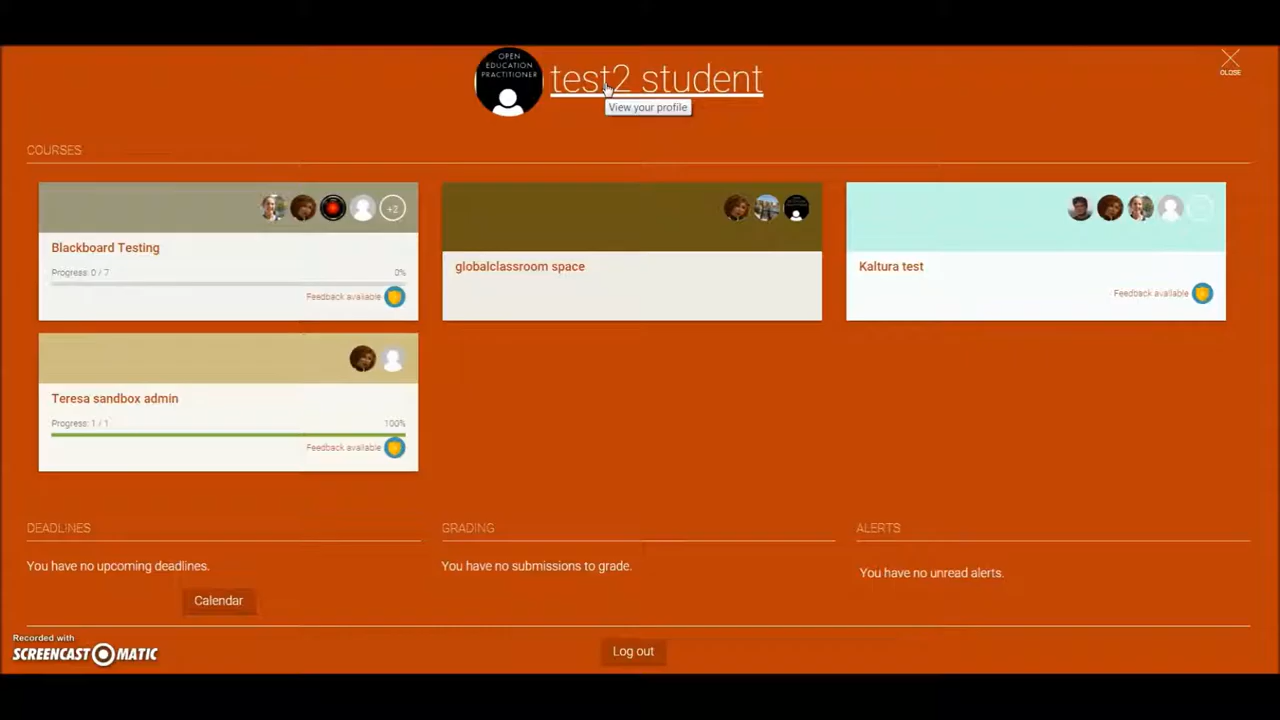 OPEN
EDUCATION
PRACTITIONER
test2 student
CLOSE
View your profile
COURSES
+2
Blackboard Testing
Progress: 0 / 7
0%
Feedback available
globalclassroom space
Kaltura test
Feedback available
Teresa sandbox admin
Progress: 1 / 1
100%
Feedback available
DEADLINES
GRADING
ALERTS
You have no upcoming deadlines.
You have no submissions to grade.
You have no unread alerts.
Calendar
Recorded with
SCREENCAST MATIC
Log out